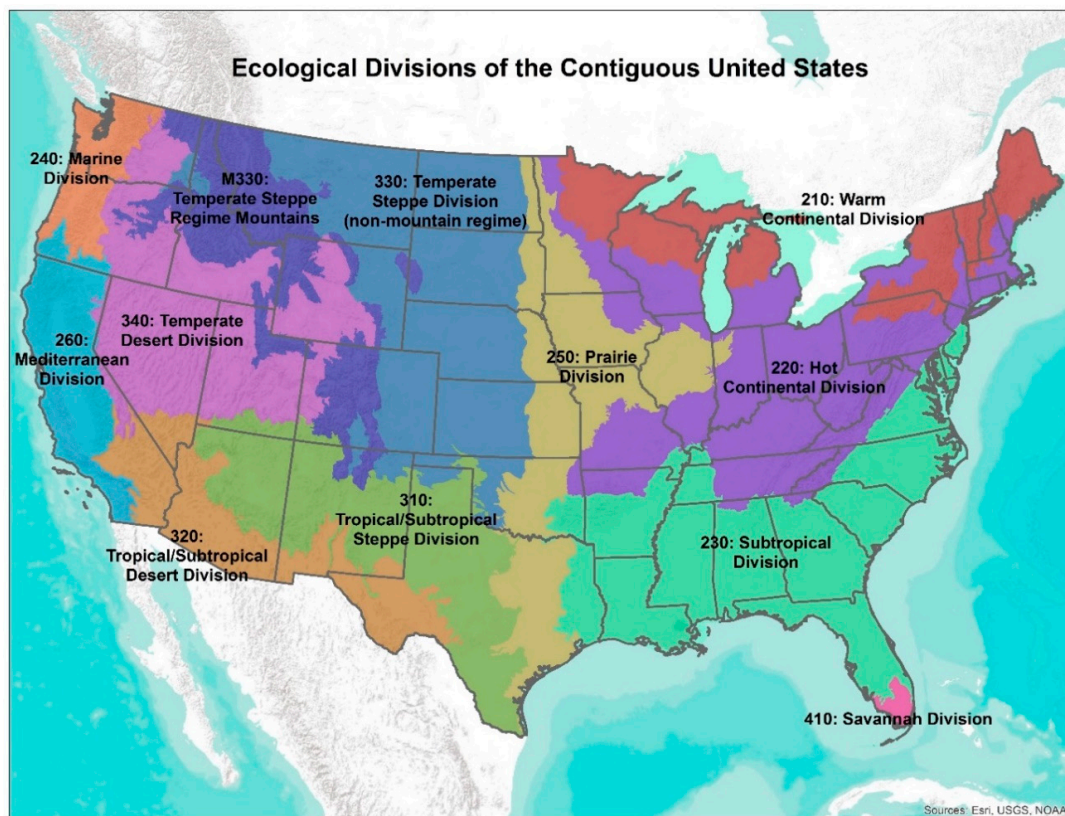 Ecological Divisions of the Contiguous United States
240: Marine
Division
M330:
Temperate Steppe
Regime Mountains
330: Temperate
Steppe Division
(non-mountain regime)
210: Warm
Continental Division
260:
Mediterranean
Division
340: Temperate
Desert Division
250: Prairie
Division
220: Hot
Continental Division
310:
Tropical/Subtropical
Steppe Division
320:
Tropical/Subtropical
Desert Division
230: Subtropical
Division
410: Savannah Division
Sources: Esri, USGS, NOAA